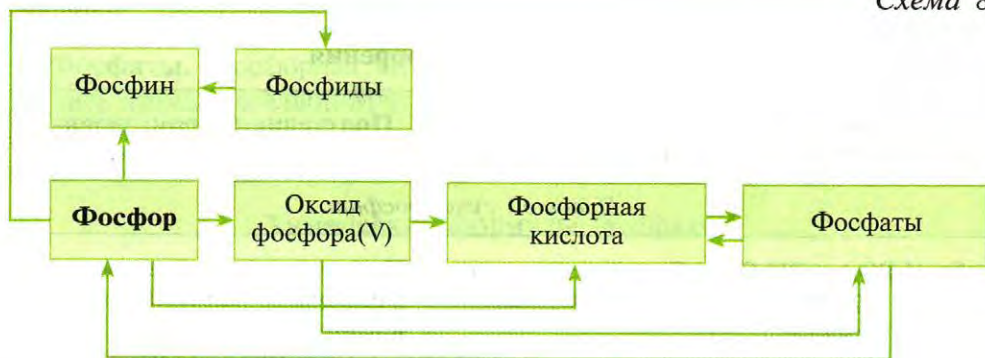 Схема 8
Фосфин
Фосфиды
Фосфор
Оксид
фосфора(V)
Фосфорная
кислота
Фосфаты